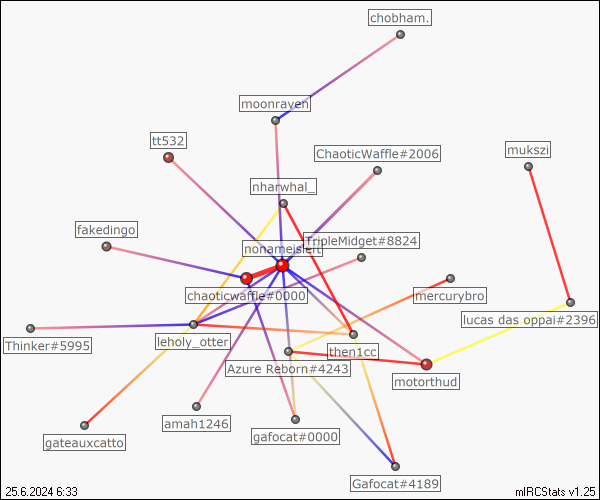 chobham.
moonraven
tt532
ChaoticWaffle#2006
mukszi
nharwhal_
fakedingo
TripleMidget#8824
chaoticwaffle#0000
mercurybro
lucas das oppai#2396
Thinker#5995
leholy_otter
then1cc
Azure Reborn#4243
motorthud
amah1246
gafocat#0000
gateauxcatto
Gafocat#4189
25.6.2024 6:33
mIRCStats v1.25